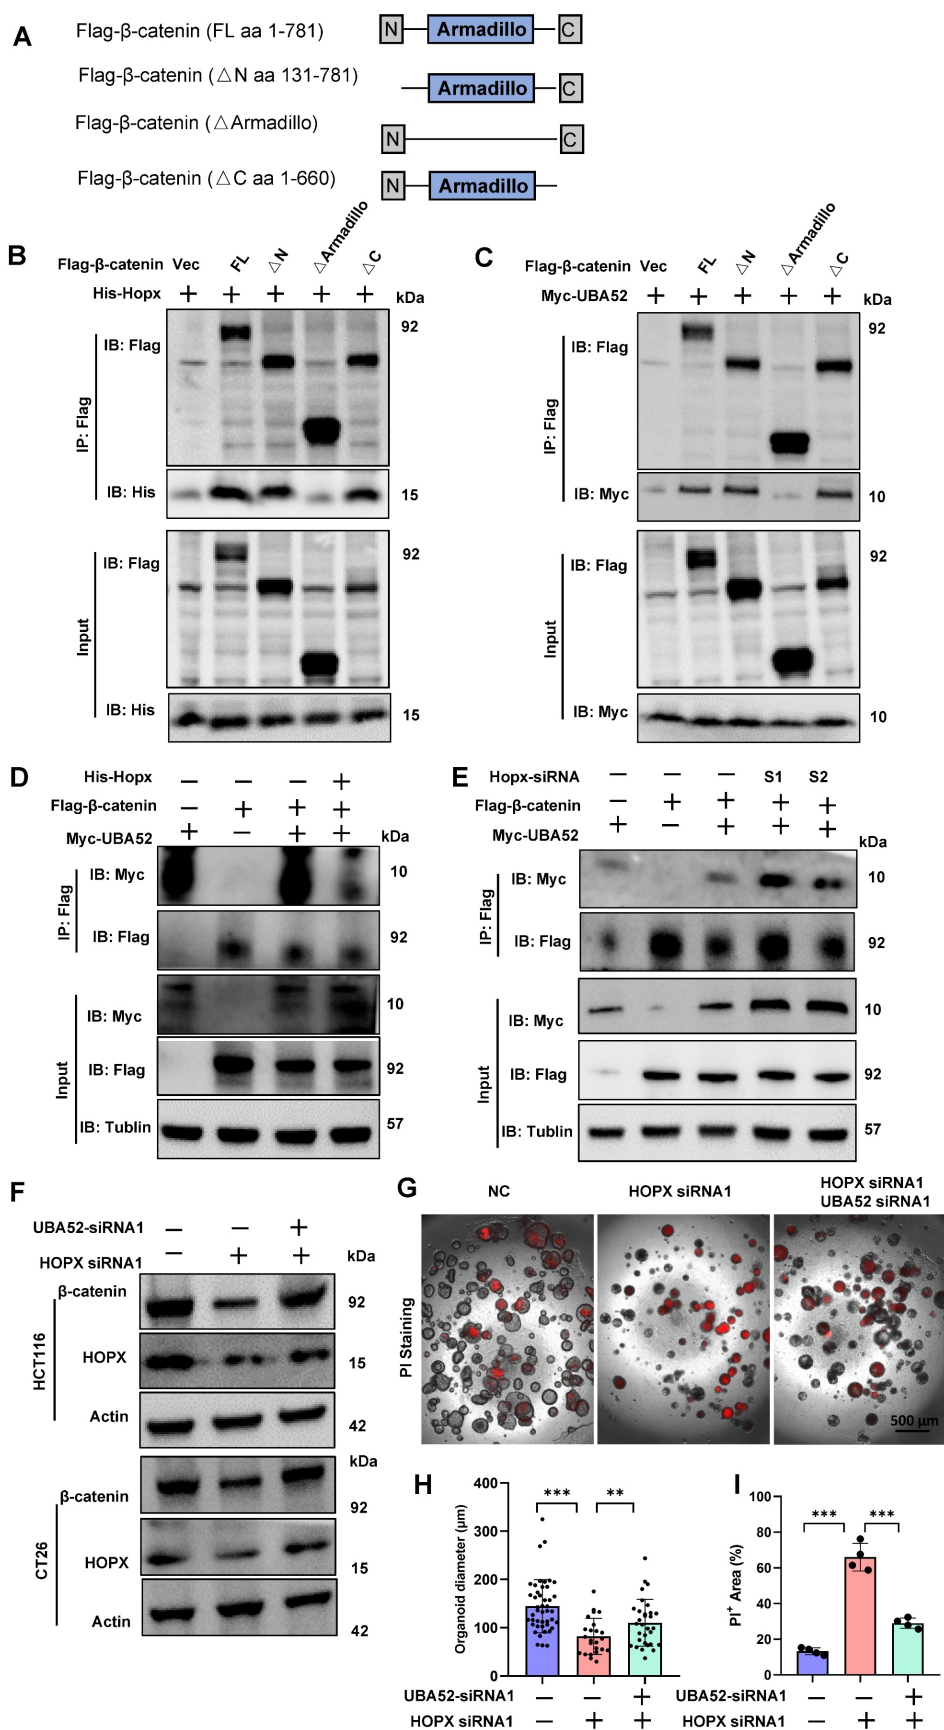 A
Flag-β-catenin (FL aa 1-781)
N Armadillo C
Flag-β-catenin (△N aa 131-781)
Armadillo C
Flag-β-catenin (△Armadillo)
N C
Flag-β-catenin (△C aa 1-660)
N Armadillo
B
Flag-β-catenin Vec FL △N △Armadillo △C
His-Hopx + + + + + kDa
IP: Flag
IB: Flag 92
IB: His 15
Input
IB: Flag 92
IB: His 15
C
Flag-β-catenin Vec FL △N △Armadillo △C
Myc-UBA52 + + + + + kDa
IP: Flag
IB: Flag 92
IB: Myc 10
Input
IB: Flag 92
IB: Myc 10
D
His-Hopx − − − +
Flag-β-catenin − + + +
Myc-UBA52 + − + + kDa
IP: Flag
IB: Myc 10
IB: Flag 92
Input
IB: Myc 10
IB: Flag 92
IB: Tublin 57
E
Hopx-siRNA − − − S1 S2
Flag-β-catenin − + + + +
Myc-UBA52 + − + + + kDa
IP: Flag
IB: Myc 10
IB: Flag 92
Input
IB: Myc 10
IB: Flag 92
IB: Tublin 57
F
UBA52-siRNA1 − − +
HOPX siRNA1 − + + kDa
HCT116
β-catenin 92
HOPX 15
Actin 42
kDa
CT26
β-catenin 92
HOPX 15
Actin 42
G
NC HOPX siRNA1 HOPX siRNA1
UBA52 siRNA1
PI Staining
500 μm
H
Organoid diameter (μm)
400
300
200
100
0
*** **
UBA52-siRNA1 − − +
HOPX siRNA1 − + +
I
PI+ Area (%)
100
80
60
40
20
0
*** ***
UBA52-siRNA1 − − +
HOPX siRNA1 − + +